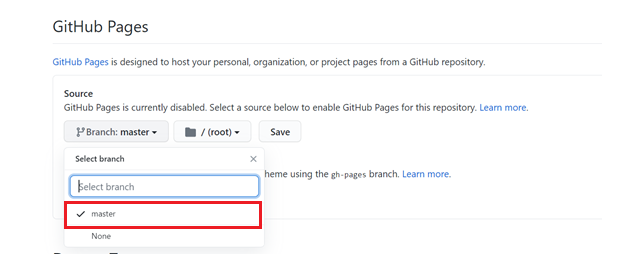 GitHub Pages
GitHub Pages is designed to host your personal, organization, or project pages from a GitHub repository.
Source
GitHub Pages is currently disabled. Select a source below to enable GitHub Pages for this repository. Learn more.
Branch: master / (root) Save
Select branch
heme using the gh-pages branch. Learn more.
Select branch
master
None